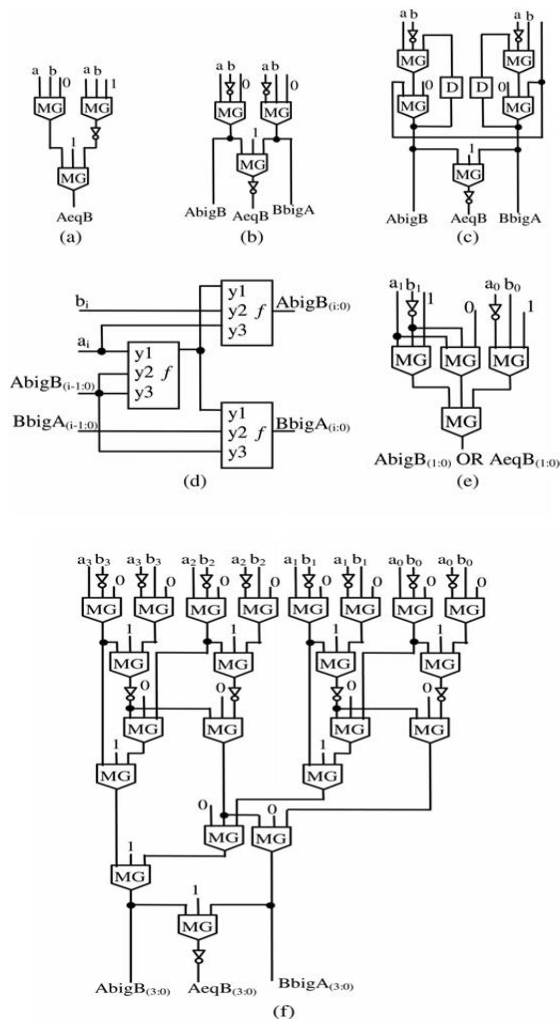 a b 0 a b 1
MG MG
1
MG
AeqB
(a)
a b a b
0 0
MG MG
1
MG
AbigB AeqB BbigA
(b)
a b a b
MG MG
D D
0 0
MG MG
1
MG
AbigB AeqB BbigA
(c)
bi
ai
AbigB(i-1:0)
BbigA(i-1:0)
y1
y2 f
y3
y1
y2 f
y3
AbigB(i:0)
y1
y2 f
y3
BbigA(i:0)
(d)
a1 b1 a0 b0
1 0 1
MG MG MG
MG
AbigB(1:0) OR AeqB(1:0)
(e)
a3 b3 a3 b3 a2 b2 a2 b2 a1 b1 a1 b1 a0 b0 a0 b0
0 0 0 0 0 0 0 0
MG MG MG MG MG MG MG MG
1 1 1 1
MG MG MG MG
0 0 0 0
MG MG MG MG
1 1
MG MG
0 0
MG MG
1
MG
1
MG
AbigB(3:0) AeqB(3:0) BbigA(3:0)
(f)